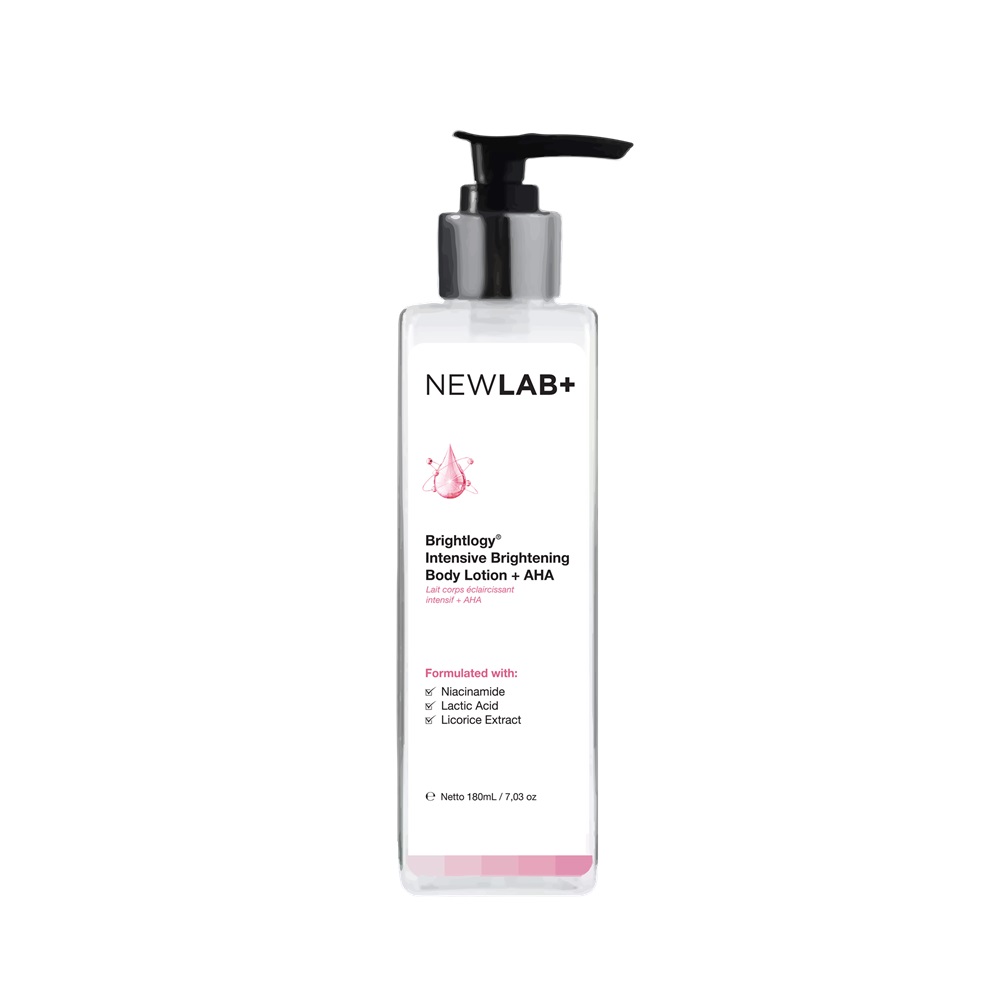 NEWLAB+
Brightlogy®
Intensive Brightening
Body Lotion + AHA
Lait corps éclaircissant
intensif + AHA
Formulated with:
☑ Niacinamide
☑ Lactic Acid
☑ Licorice Extract
℮ Netto 180mL / 7,03 oz